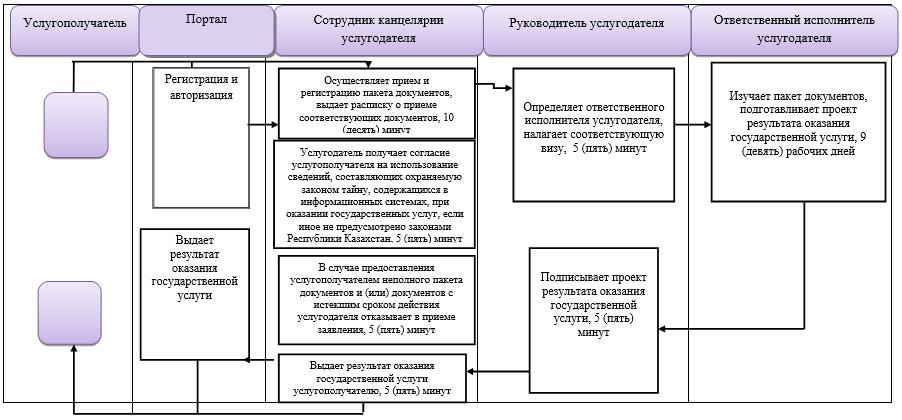 Услугополучатель
Портал
Сотрудник канцелярии
услугодателя
Руководитель услугодателя
Ответственный исполнитель
услугодателя
Регистрация и
авторизация
Осуществляет прием и
регистрацию пакета документов,
выдает расписку о приеме
соответствующих документов, 10
(десять) минут
Определяет ответственного
исполнителя услугодателя,
налагает соответствующую
визу, 5 (пять) минут
Изучает пакет документов,
подготавливает проект
результата оказания
государственной услуги, 9
(девять) рабочих дней
Услугодатель получает согласие
услугополучателя на использование
сведений, составляющих охраняемую
законом тайну, содержащихся в
информационных системах, при
оказании государственных услуг, если
иное не предусмотрено законами
Республики Казахстан, 5 (пять) минут
Выдает
результат
оказания
государственной
услуги
В случае предоставления
услугополучателем неполного пакета
документов и (или) документов с
истекшим сроком действия
услугодателя отказывает в приеме
заявления, 5 (пять) минут
Подписывает проект
результата оказания
государственной
услуги, 5 (пять)
минут
Выдает результат оказания
государственной услуги
услугополучателю, 5 (пять) минут